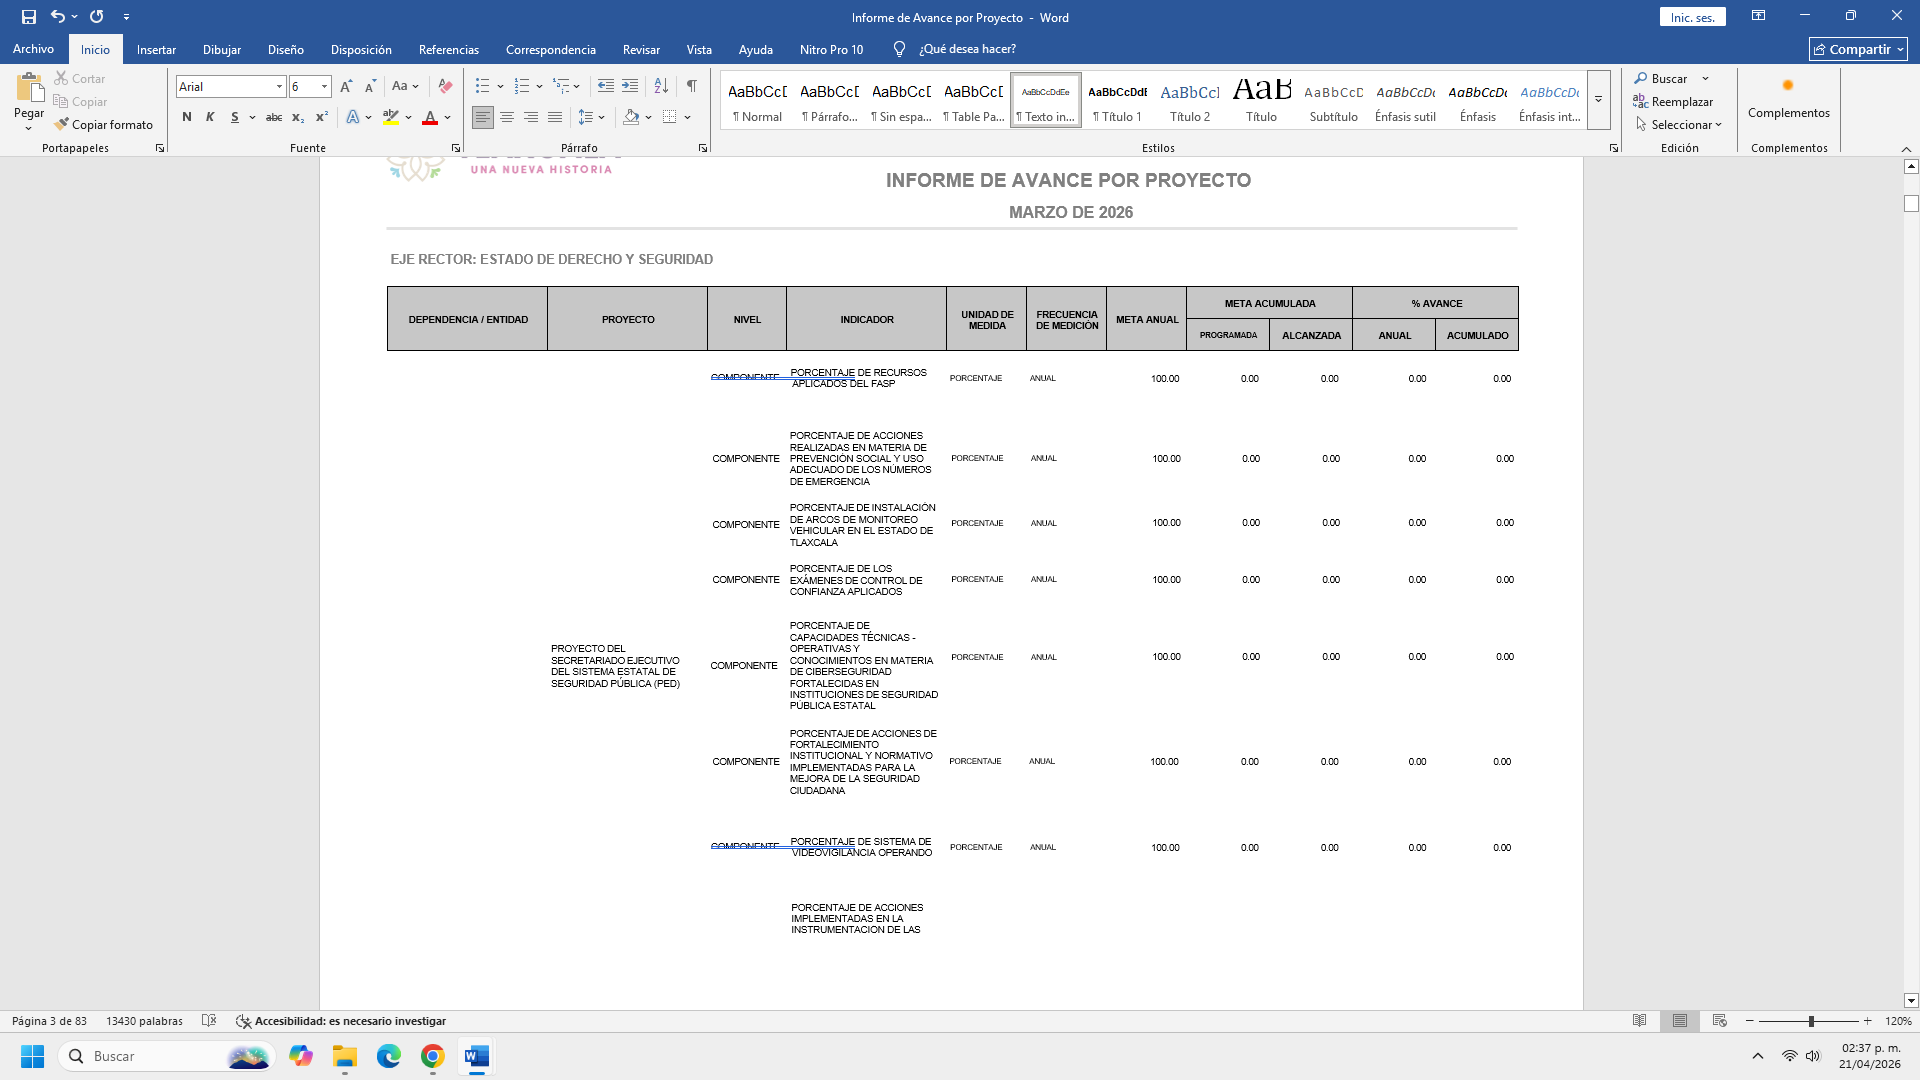 Informe de Avance por Proyecto - Word
Inic. ses.
Archivo Inicio Insertar Dibujar Diseño Disposición Referencias Correspondencia Revisar Vista Ayuda Nitro Pro 10 ¿Qué desea hacer? Compartir
Pegar
Cortar
Copiar
Copiar formato
Portapapeles
Arial 6
Aa
N K S abc x₂ x²
Fuente
Párrafo
AaBbCcDdEe
¶ Normal ¶ Párrafo... ¶ Sin espa... ¶ Table Pa... ¶ Texto in... ¶ Título 1 Título 2 Título Subtítulo Énfasis sutil Énfasis Énfasis int...
Estilos
Buscar
Reemplazar
Seleccionar
Edición
Complementos
Complementos
UNA NUEVA HISTORIA
INFORME DE AVANCE POR PROYECTO
MARZO DE 2026
EJE RECTOR: ESTADO DE DERECHO Y SEGURIDAD
DEPENDENCIA / ENTIDAD PROYECTO NIVEL INDICADOR UNIDAD DE MEDIDA FRECUENCIA DE MEDICIÓN META ANUAL META ACUMULADA % AVANCE
PROGRAMADA ALCANZADA ANUAL ACUMULADO
COMPONENTE PORCENTAJE DE RECURSOS PORCENTAJE ANUAL 100.00 0.00 0.00 0.00 0.00
APLICADOS DEL FASP
PORCENTAJE DE ACCIONES
REALIZADAS EN MATERIA DE
COMPONENTE PREVENCIÓN SOCIAL Y USO PORCENTAJE ANUAL 100.00 0.00 0.00 0.00 0.00
ADECUADO DE LOS NÚMEROS
DE EMERGENCIA
PORCENTAJE DE INSTALACIÓN
DE ARCOS DE MONITOREO
COMPONENTE VEHICULAR EN EL ESTADO DE PORCENTAJE ANUAL 100.00 0.00 0.00 0.00 0.00
TLAXCALA
PORCENTAJE DE LOS
COMPONENTE EXÁMENES DE CONTROL DE PORCENTAJE ANUAL 100.00 0.00 0.00 0.00 0.00
CONFIANZA APLICADOS
PROYECTO DEL
SECRETARIADO EJECUTIVO
DEL SISTEMA ESTATAL DE
SEGURIDAD PÚBLICA (PED)
PORCENTAJE DE
CAPACIDADES TÉCNICAS -
OPERATIVAS Y
COMPONENTE CONOCIMIENTOS EN MATERIA PORCENTAJE ANUAL 100.00 0.00 0.00 0.00 0.00
DE CIBERSEGURIDAD
FORTALECIDAS EN
INSTITUCIONES DE SEGURIDAD
PÚBLICA ESTATAL
PORCENTAJE DE ACCIONES DE
FORTALECIMIENTO
INSTITUCIONAL Y NORMATIVO
COMPONENTE IMPLEMENTADAS PARA LA PORCENTAJE ANUAL 100.00 0.00 0.00 0.00 0.00
MEJORA DE LA SEGURIDAD
CIUDADANA
COMPONENTE PORCENTAJE DE SISTEMA DE PORCENTAJE ANUAL 100.00 0.00 0.00 0.00 0.00
VIDEOVIGILANCIA OPERANDO
PORCENTAJE DE ACCIONES
IMPLEMENTADAS EN LA
INSTRUMENTACION DE LAS
Página 3 de 83 13430 palabras Accesibilidad: es necesario investigar 120%
Buscar
02:37 p. m.
21/04/2026